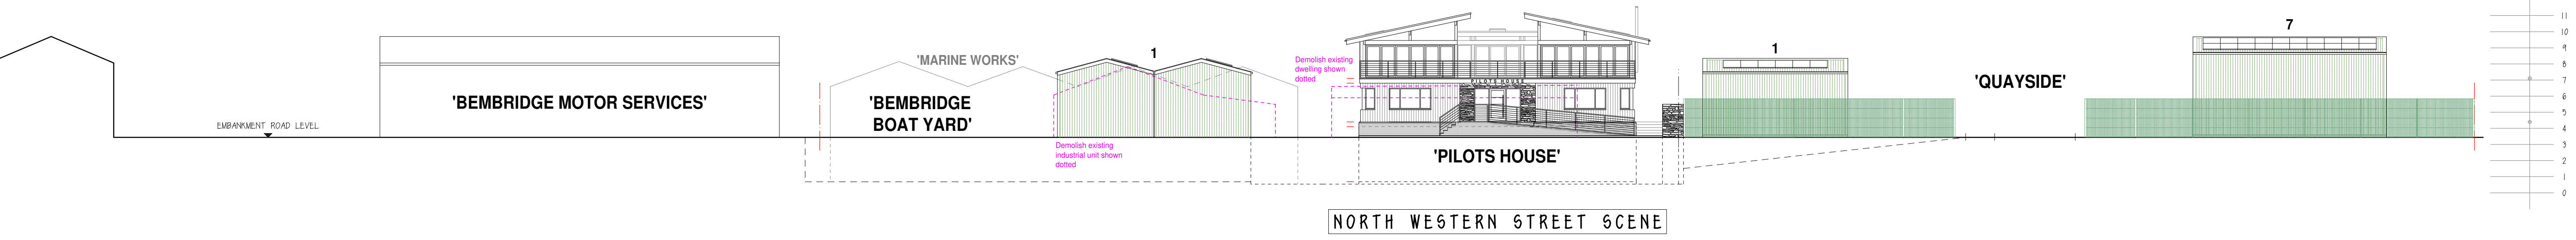 EMBANKMENT ROAD LEVEL
'BEMBRIDGE MOTOR SERVICES'
'MARINE WORKS'
'BEMBRIDGE
BOAT YARD'
1
Demolish existing
industrial unit shown
dotted
Demolish existing
dwelling shown
dotted
PILOTS HOUSE
'PILOTS HOUSE'
1
'QUAYSIDE'
7
11
10
9
8
7
6
5
4
3
2
1
0
NORTH WESTERN STREET SCENE